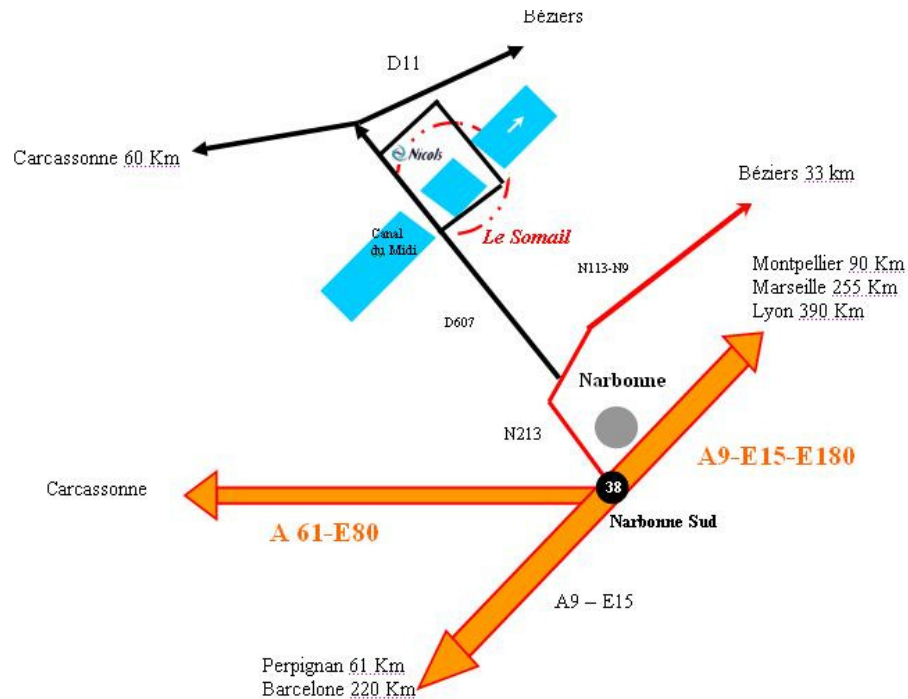 Béziers
D11
Carcassonne 60 Km
Nicols
Béziers 33 km
Canal
du Midi
Le Somail
N113-N9
Montpellier 90 Km
Marseille 255 Km
Lyon 390 Km
D607
Narbonne
N213
A9-E15-E180
Carcassonne
38
A 61-E80
Narbonne Sud
A9 – E15
Perpignan 61 Km
Barcelone 220 Km